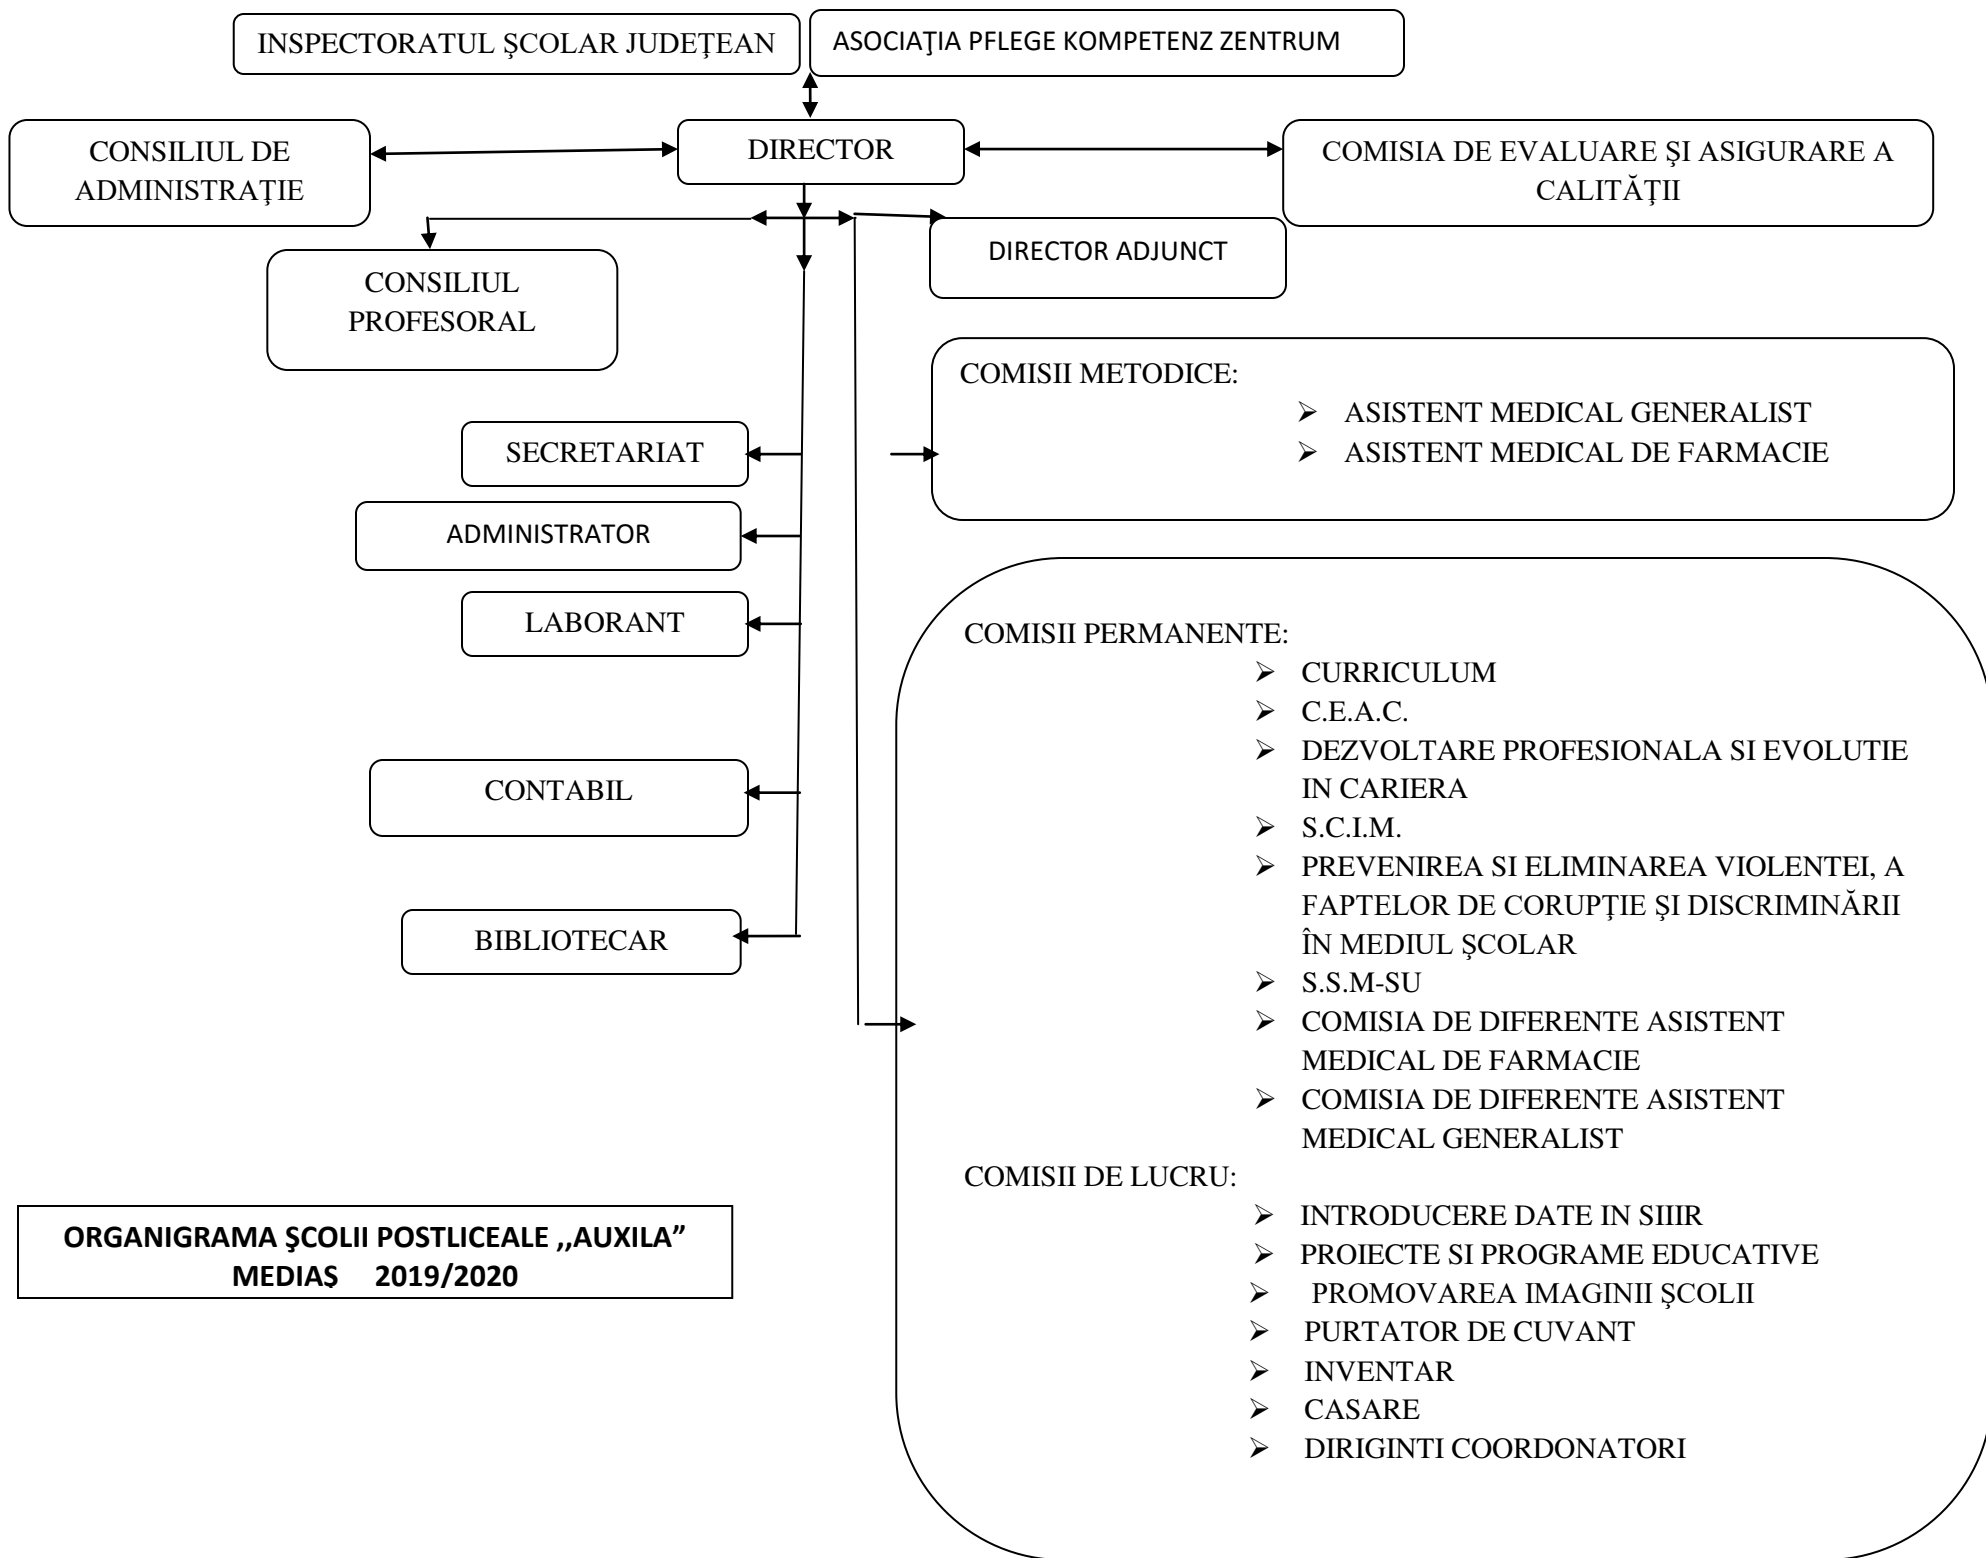 INSPECTORATUL ŞCOLAR JUDEŢEAN
ASOCIAŢIA PFLEGE KOMPETENZ ZENTRUM
CONSILIUL DE
ADMINISTRAŢIE
DIRECTOR
COMISIA DE EVALUARE ŞI ASIGURARE A
CALITĂŢII
DIRECTOR ADJUNCT
CONSILIUL
PROFESORAL
COMISII METODICE:
➢ ASISTENT MEDICAL GENERALIST
➢ ASISTENT MEDICAL DE FARMACIE
SECRETARIAT
ADMINISTRATOR
LABORANT
CONTABIL
BIBLIOTECAR
COMISII PERMANENTE:
➢ CURRICULUM
➢ C.E.A.C.
➢ DEZVOLTARE PROFESIONALA SI EVOLUTIE
IN CARIERA
➢ S.C.I.M.
➢ PREVENIREA SI ELIMINAREA VIOLENTEI, A
FAPTELOR DE CORUPŢIE ŞI DISCRIMINĂRII
ÎN MEDIUL ŞCOLAR
➢ S.S.M-SU
➢ COMISIA DE DIFERENTE ASISTENT
MEDICAL DE FARMACIE
➢ COMISIA DE DIFERENTE ASISTENT
MEDICAL GENERALIST
COMISII DE LUCRU:
➢ INTRODUCERE DATE IN SIIIR
➢ PROIECTE SI PROGRAME EDUCATIVE
➢ PROMOVAREA IMAGINII ŞCOLII
➢ PURTATOR DE CUVANT
➢ INVENTAR
➢ CASARE
➢ DIRIGINTI COORDONATORI
ORGANIGRAMA ŞCOLII POSTLICEALE ,,AUXILA”
MEDIAŞ 2019/2020